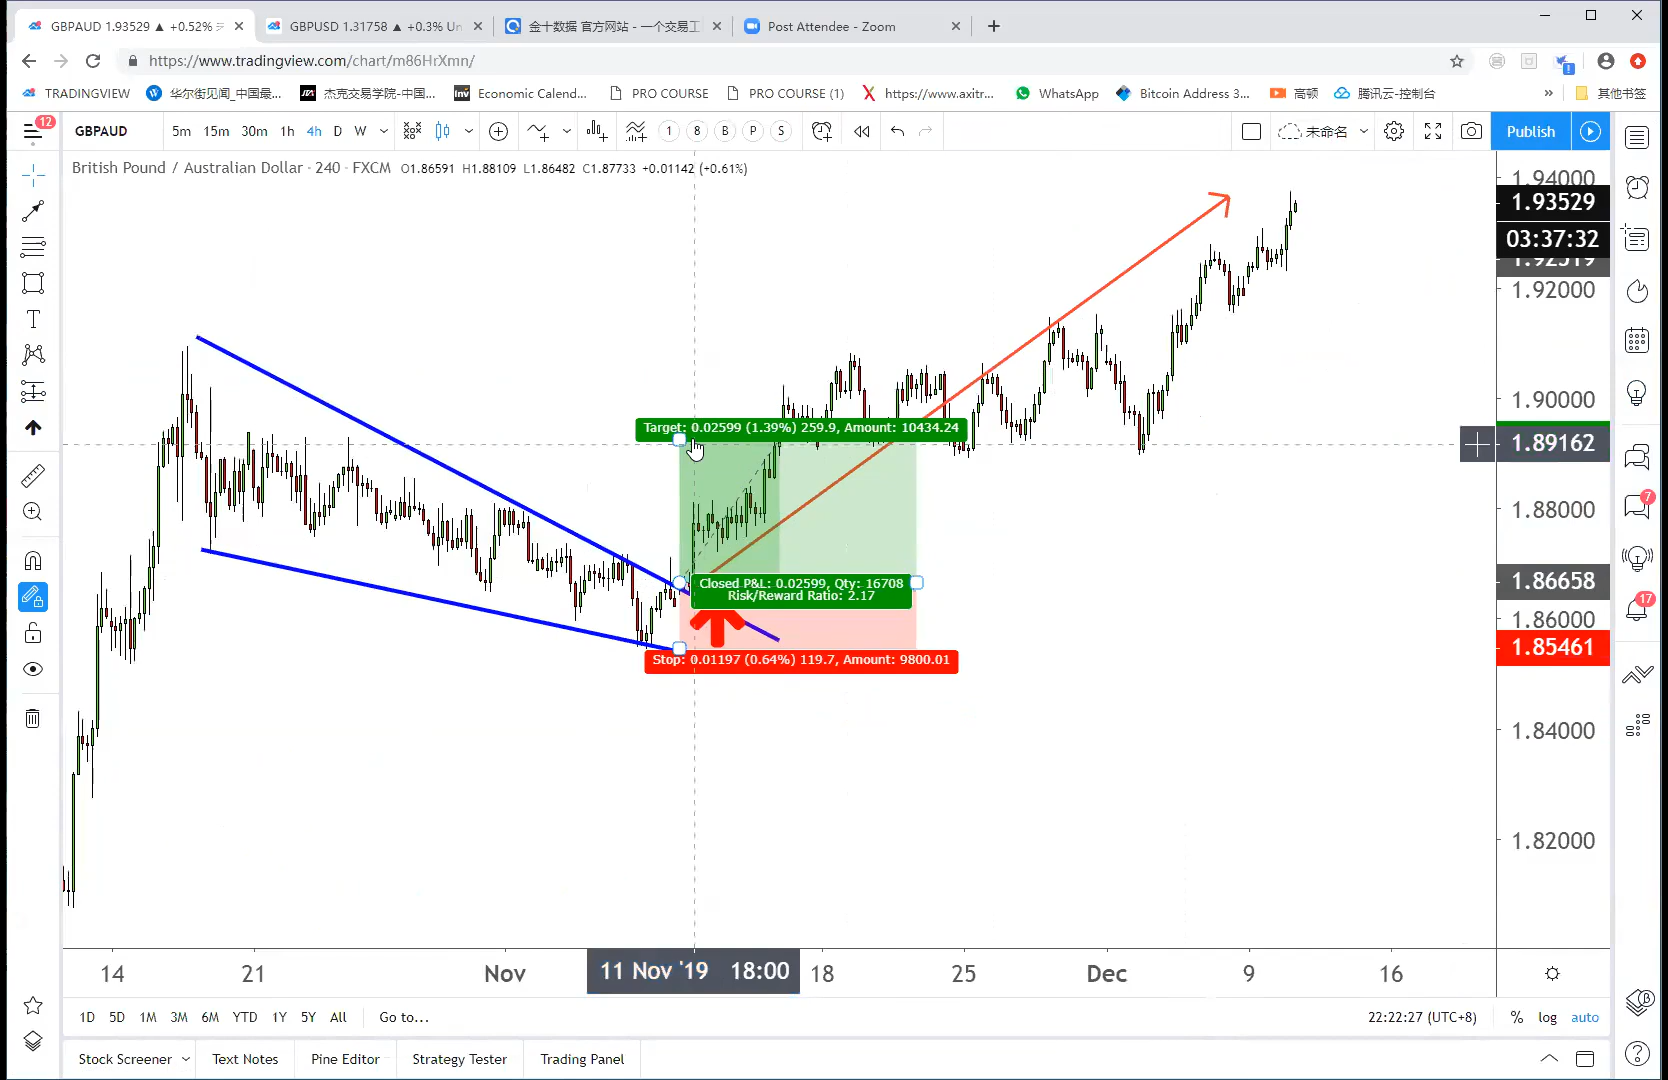 GBPAUD 1.93529 ▲ +0.52%
GBPUSD 1.31758 ▲ +0.3% Un
金十数据 官方网站 - 一个交易工
Post Attendee - Zoom
https://www.tradingview.com/chart/m86HrXmn/
TRADINGVIEW
华尔街见闻_中国最...
杰克交易学院-中国...
Economic Calend...
PRO COURSE
PRO COURSE (1)
https://www.axitr...
WhatsApp
Bitcoin Address 3...
高顿
腾讯云-控制台
»
其他书签
12
GBPAUD
5m 15m 30m 1h 4h D W
1 8 B P S
未命名
Publish
British Pound / Australian Dollar · 240 · FXCM O1.86591 H1.88109 L1.86482 C1.87733 +0.01142 (+0.61%)
1.94000
1.93529
03:37:32
1.92519
1.92000
1.90000
Target: 0.02599 (1.39%) 259.9, Amount: 10434.24
1.89162
1.88000
7
Closed P&L: 0.02599, Qty: 16708
Risk/Reward Ratio: 2.17
1.86658
1.86000
17
1.85461
Stop: 0.01197 (0.64%) 119.7, Amount: 9800.01
1.84000
1.82000
14 21 Nov 11 Nov '19 18:00 18 25 Dec 9 16
1D 5D 1M 3M 6M YTD 1Y 5Y All Go to...
22:22:27 (UTC+8) % log auto
Stock Screener Text Notes Pine Editor Strategy Tester Trading Panel